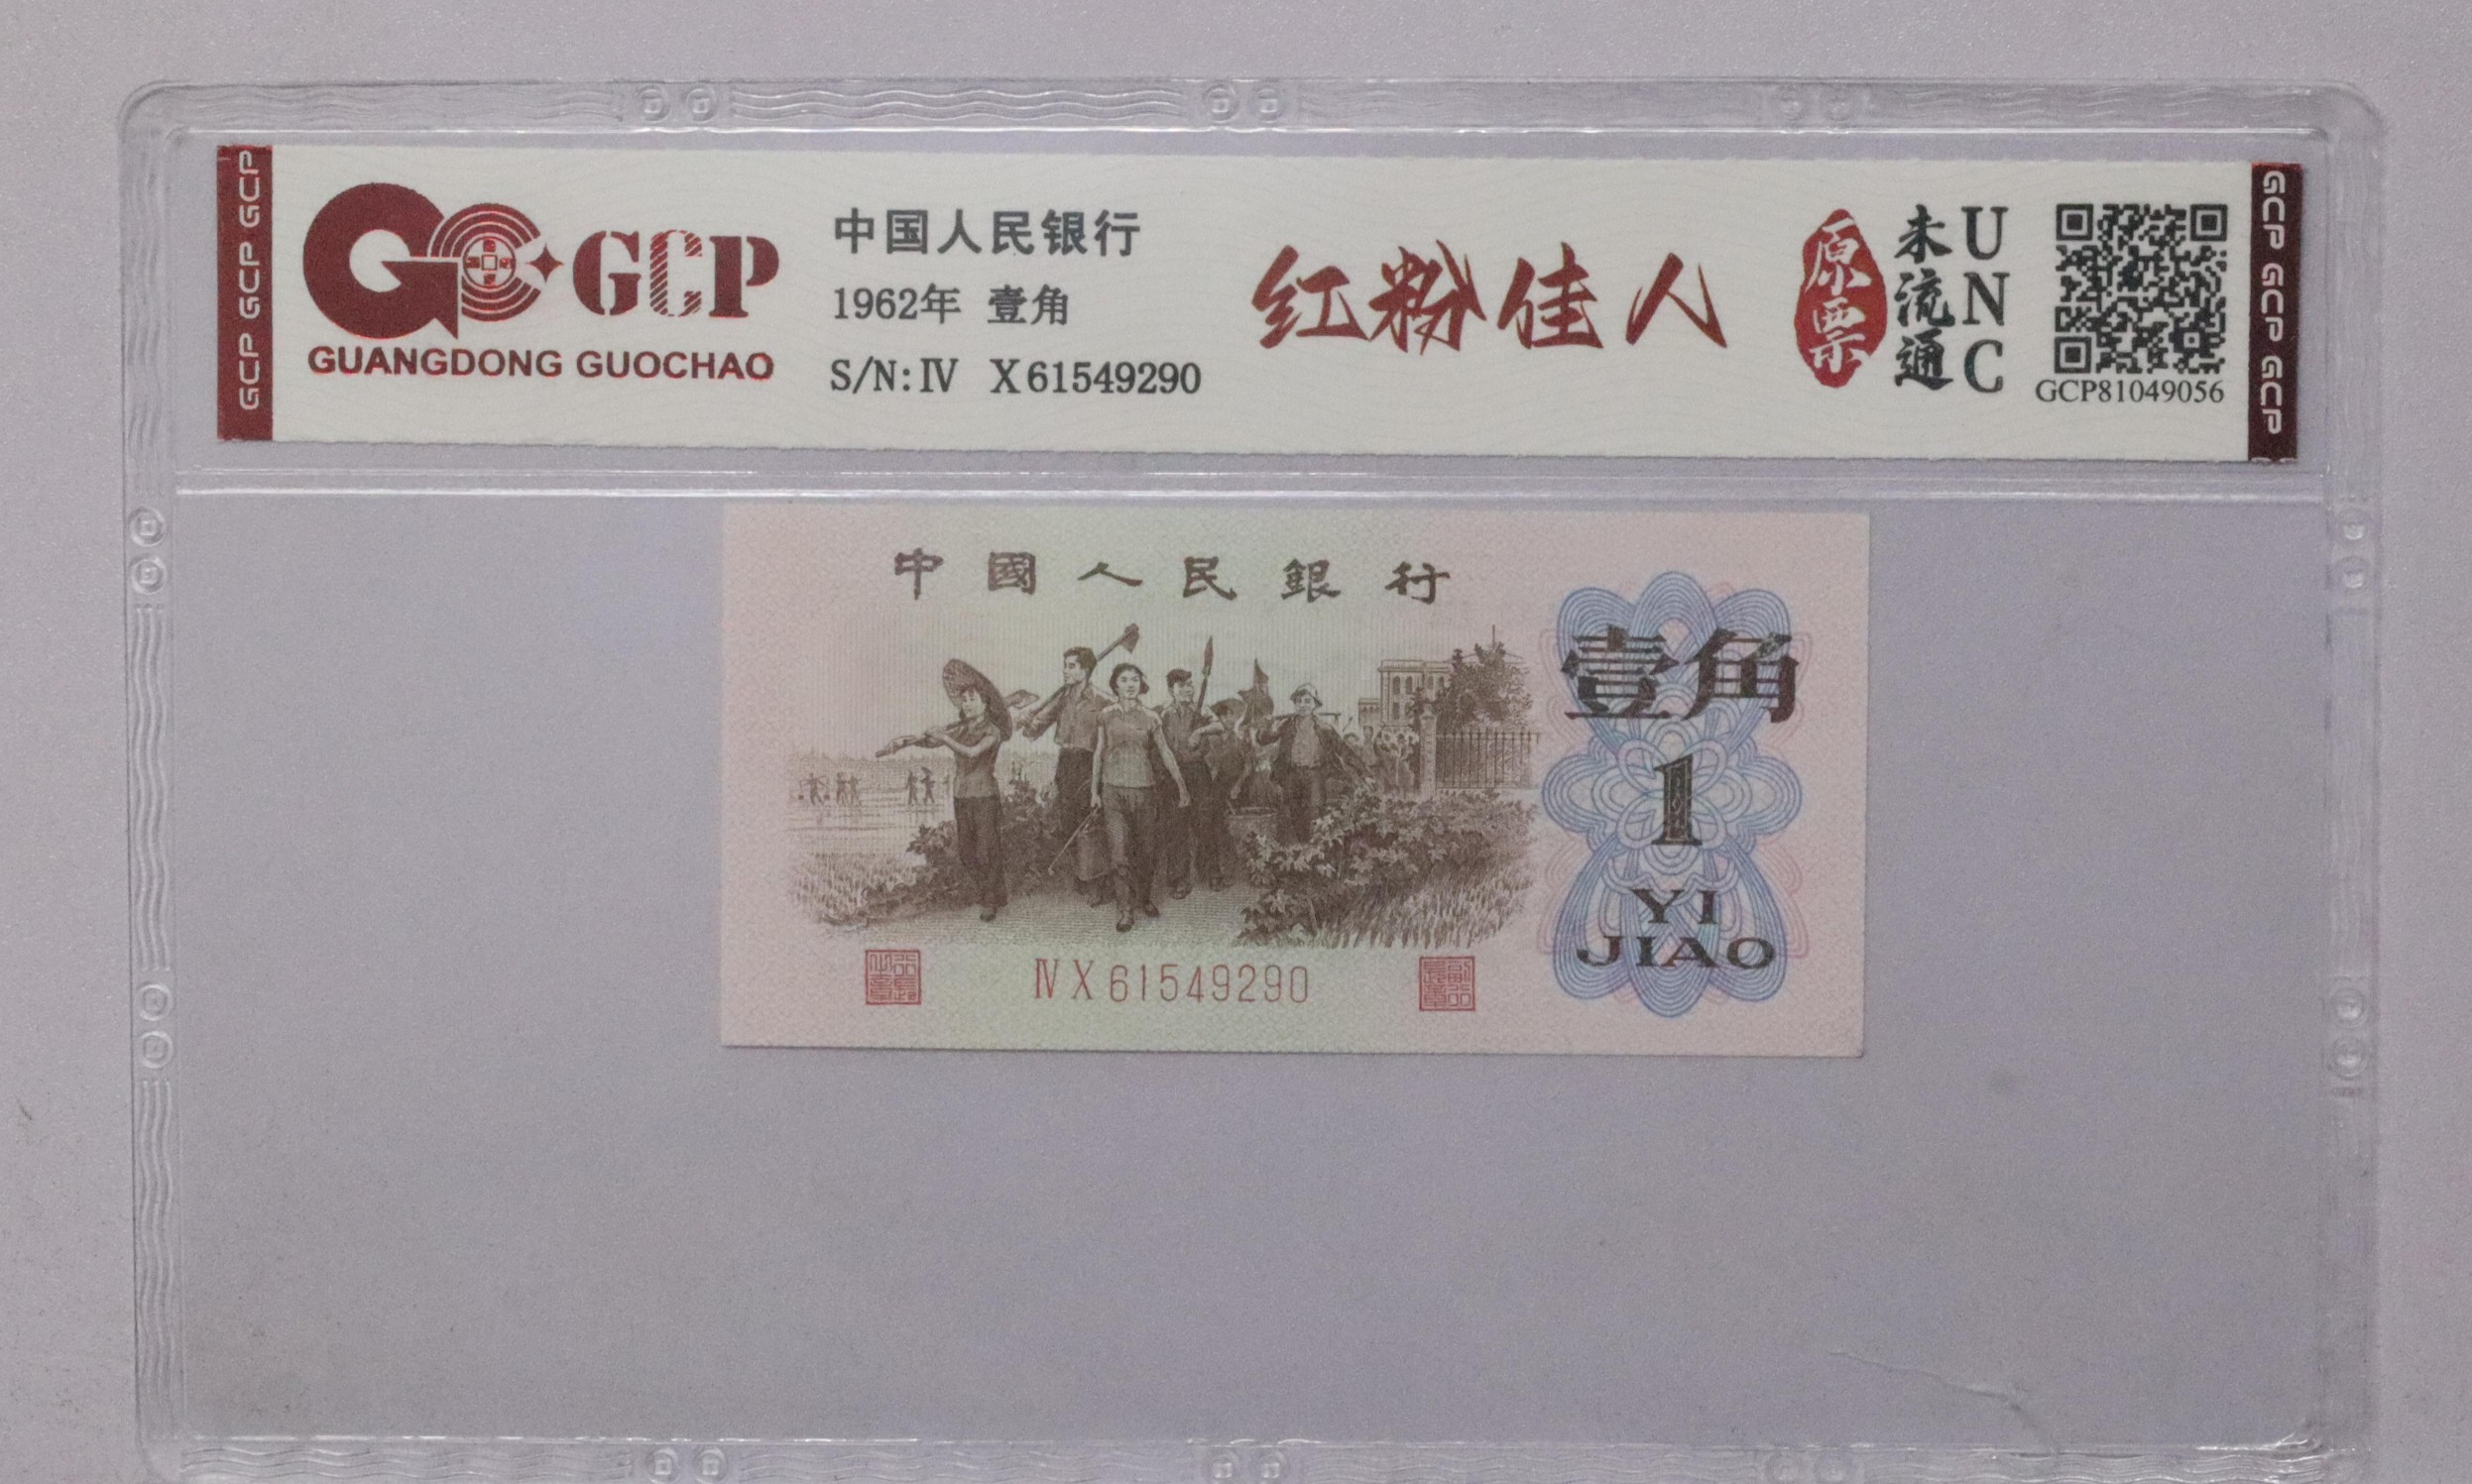 GCP GCP GCP
GCP
GUANGDONG GUOCHAO
中国人民银行
1962年 壹角
S/N: Ⅳ X61549290
红粉佳人
原票
未流通
UNC
GCP81049056
GCP GCP GCP
中國人民銀行
壹角
1
YI
JIAO
ⅣX61549290